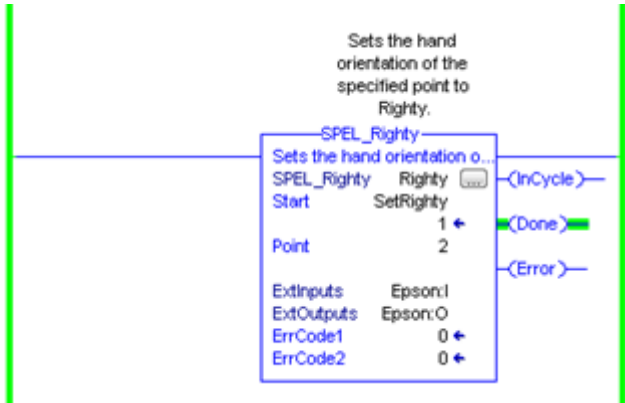 Sets the hand
orientation of the
specified point to
Righty.
SPEL_Righty
Sets the hand orientation o...
SPEL_Righty Righty ...
Start SetRighty
1
Point 2
ExtInputs Epson:I
ExtOutputs Epson:O
ErrCode1 0
ErrCode2 0
InCycle
Done
Error